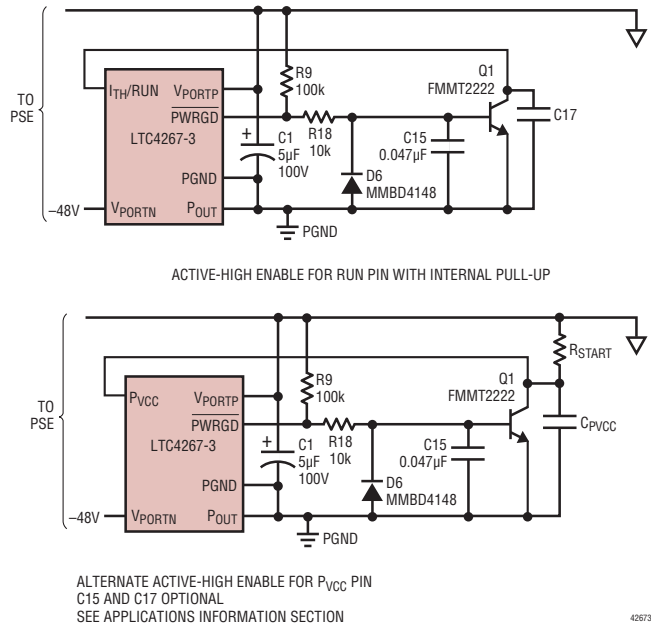 TO
PSE
ITH/RUN
VPORTP
PWRGD
LTC4267-3
PGND
VPORTN
POUT
–48V
R9
100k
R18
10k
+
C1
5µF
100V
D6
MMBD4148
C15
0.047µF
Q1
FMMT2222
C17
PGND
ACTIVE-HIGH ENABLE FOR RUN PIN WITH INTERNAL PULL-UP
TO
PSE
PVCC
VPORTP
PWRGD
LTC4267-3
PGND
VPORTN
POUT
–48V
R9
100k
R18
10k
+
C1
5µF
100V
D6
MMBD4148
C15
0.047µF
Q1
FMMT2222
RSTART
CPVCC
PGND
ALTERNATE ACTIVE-HIGH ENABLE FOR PVCC PIN
C15 AND C17 OPTIONAL
SEE APPLICATIONS INFORMATION SECTION
42673